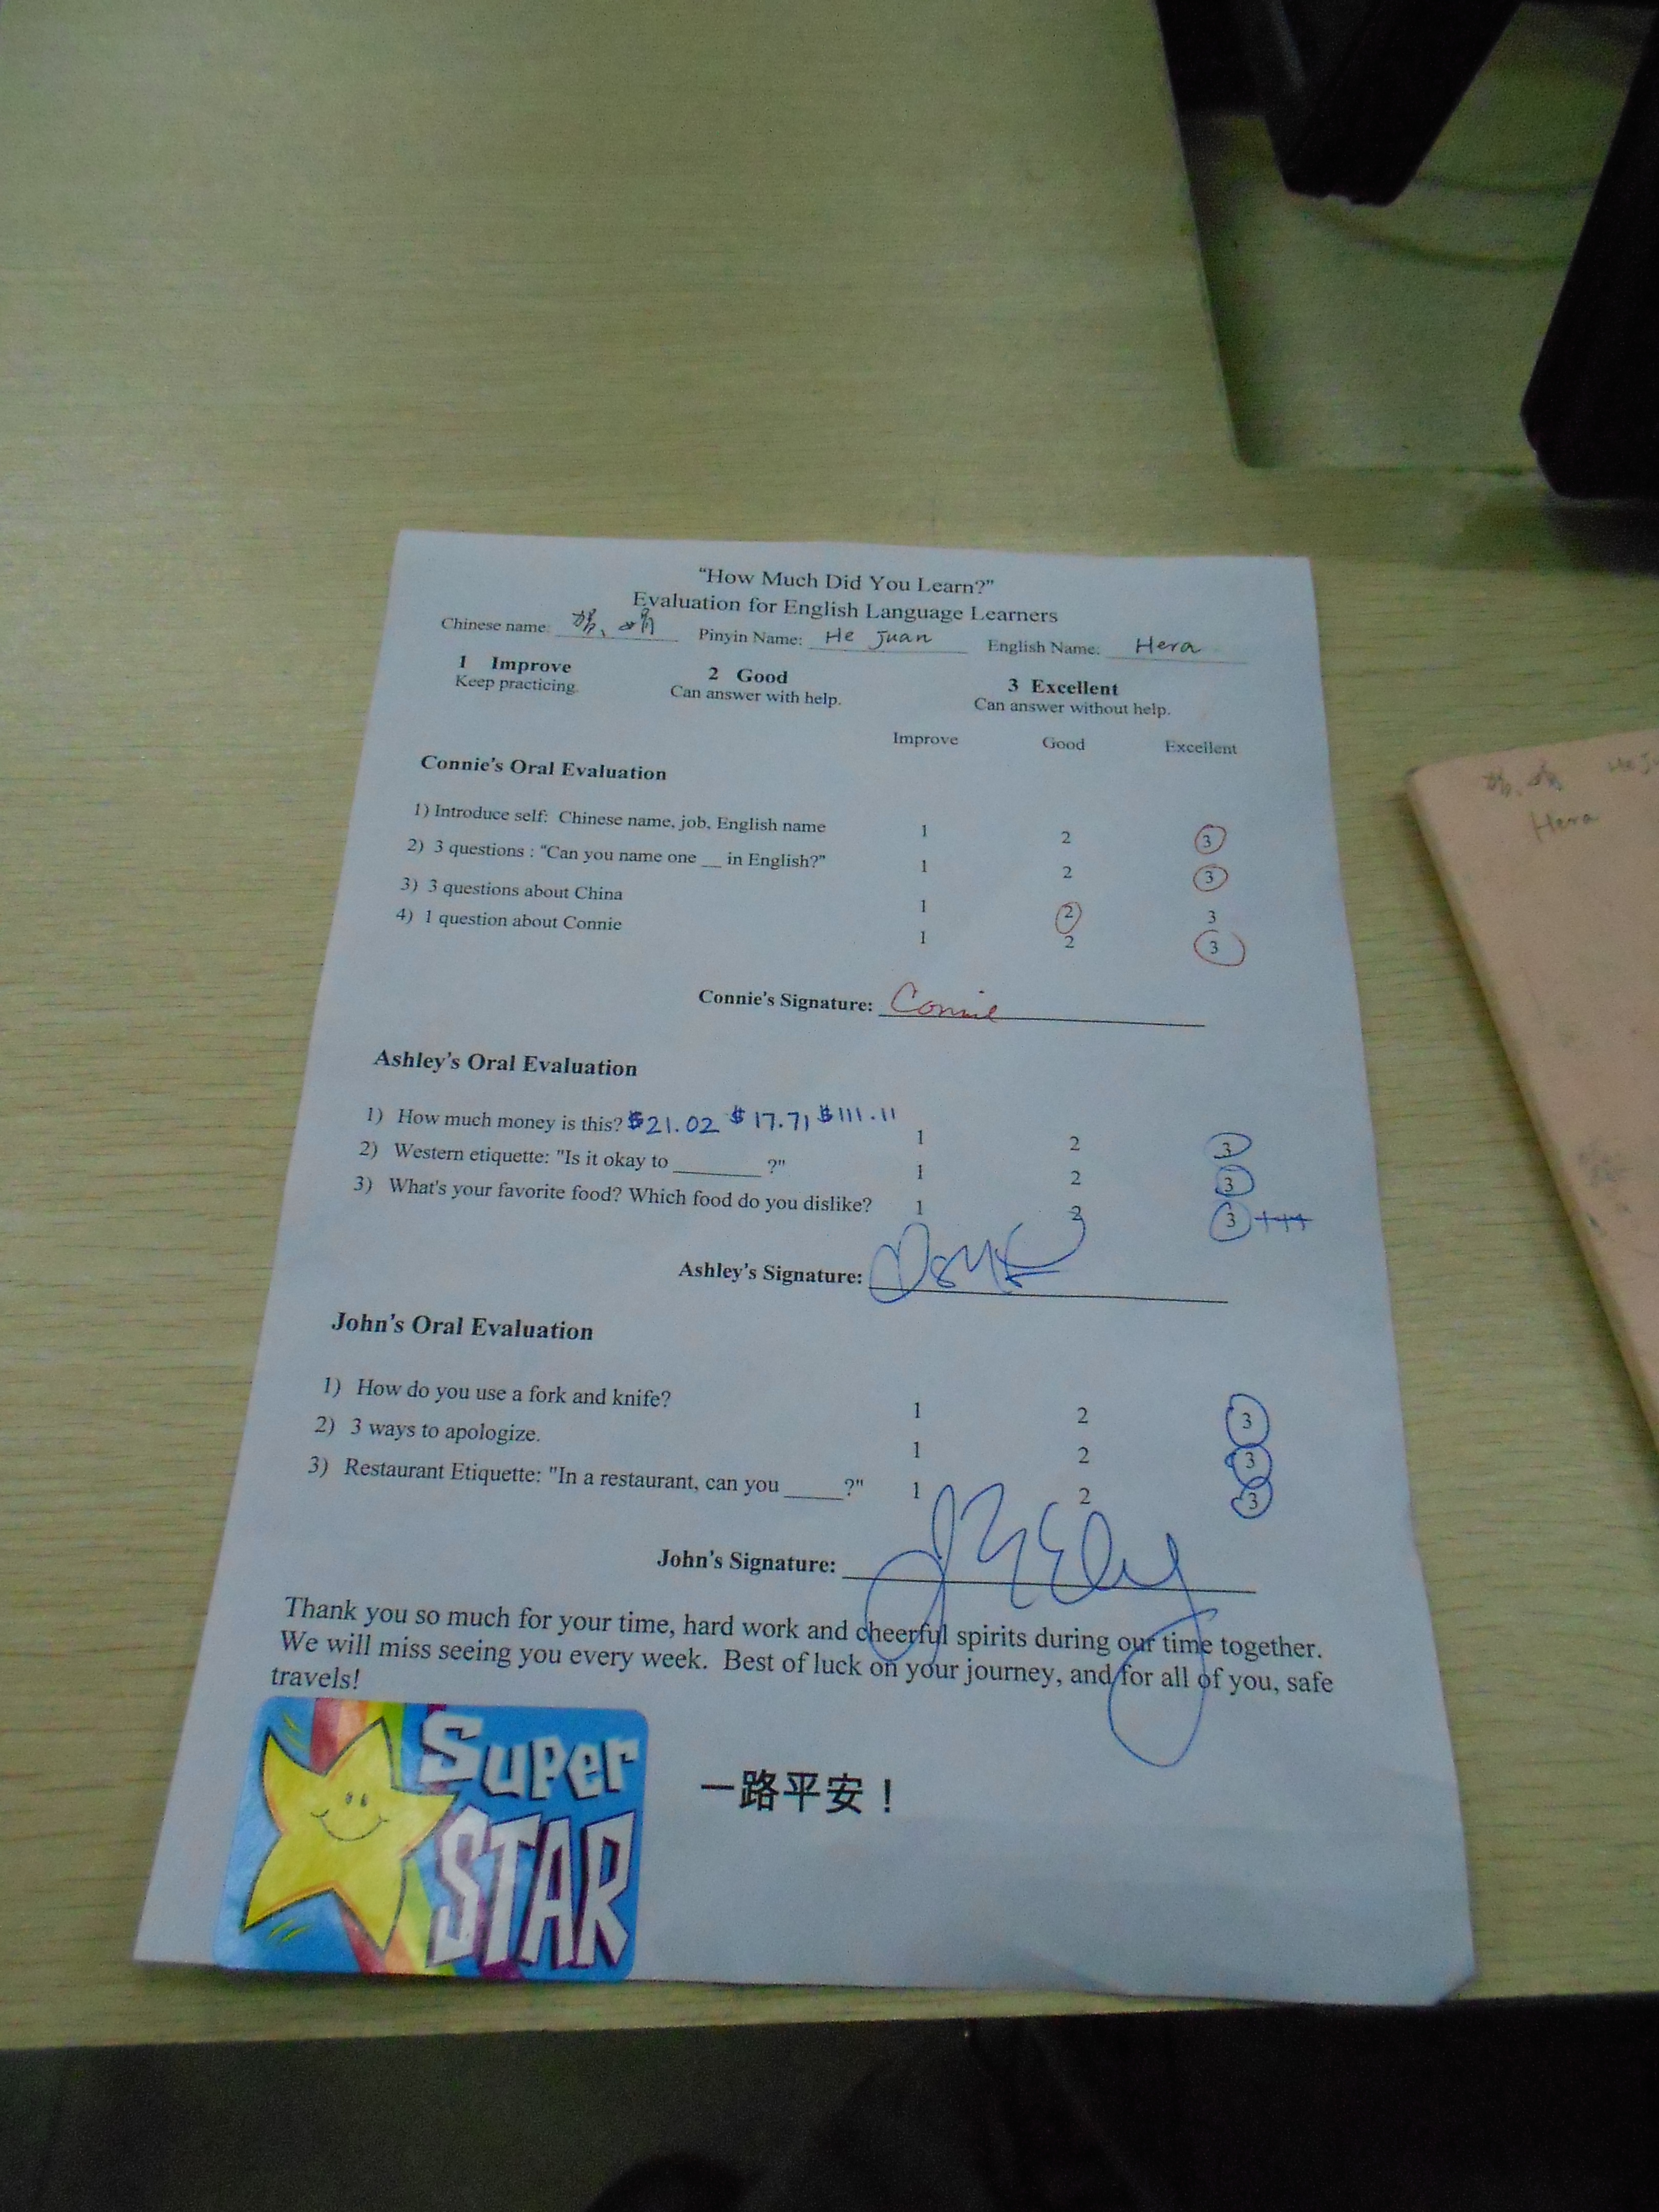 "How Much Did You Learn?"
Evaluation for English Language Learners
Chinese name: Pinyin Name: He Juan English Name: Hera
1 Improve 2 Good 3 Excellent
Keep practicing. Can answer with help. Can answer without help.
Improve Good Excellent
Connie's Oral Evaluation
1) Introduce self: Chinese name, job, English name 1 2 3
2) 3 questions : "Can you name one __ in English?" 1 2 3
3) 3 questions about China 1 2 3
4) 1 question about Connie 1 2 3
Connie's Signature: Connie
Ashley's Oral Evaluation
1) How much money is this? $21.02 $17.71 $111.11 1 2 3
2) Western etiquette: "Is it okay to ________ ?" 1 2 3
3) What's your favorite food? Which food do you dislike? 1 2 3 +++
Ashley's Signature:
John's Oral Evaluation
1) How do you use a fork and knife? 1 2 3
2) 3 ways to apologize. 1 2 3
3) Restaurant Etiquette: "In a restaurant, can you _____?" 1 2 3
John's Signature:
Thank you so much for your time, hard work and cheerful spirits during our time together.
We will miss seeing you every week. Best of luck on your journey, and for all of you, safe
travels!
Super
STAR
一路平安！
Hera